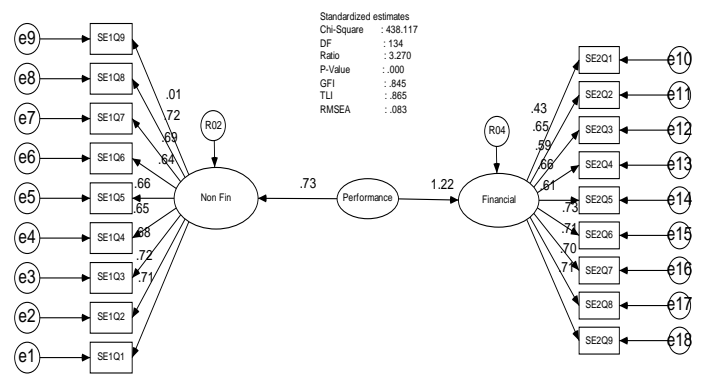 Standardized estimates
Chi-Square : 438.117
DF : 134
Ratio : 3.270
P-Value : .000
GFI : .845
TLI : .865
RMSEA : .083
e9 SE1Q9
e8 SE1Q8
e7 SE1Q7
e6 SE1Q6
e5 SE1Q5
e4 SE1Q4
e3 SE1Q3
e2 SE1Q2
e1 SE1Q1
.01
.72
.69
.64
.66
.65
.68
.72
.71
R02
Non Fin
.73
Performance
1.22
R04
Financial
.43
.65
.59
.66
.61
.73
.71
.70
.71
SE2Q1 e10
SE2Q2 e11
SE2Q3 e12
SE2Q4 e13
SE2Q5 e14
SE2Q6 e15
SE2Q7 e16
SE2Q8 e17
SE2Q9 e18